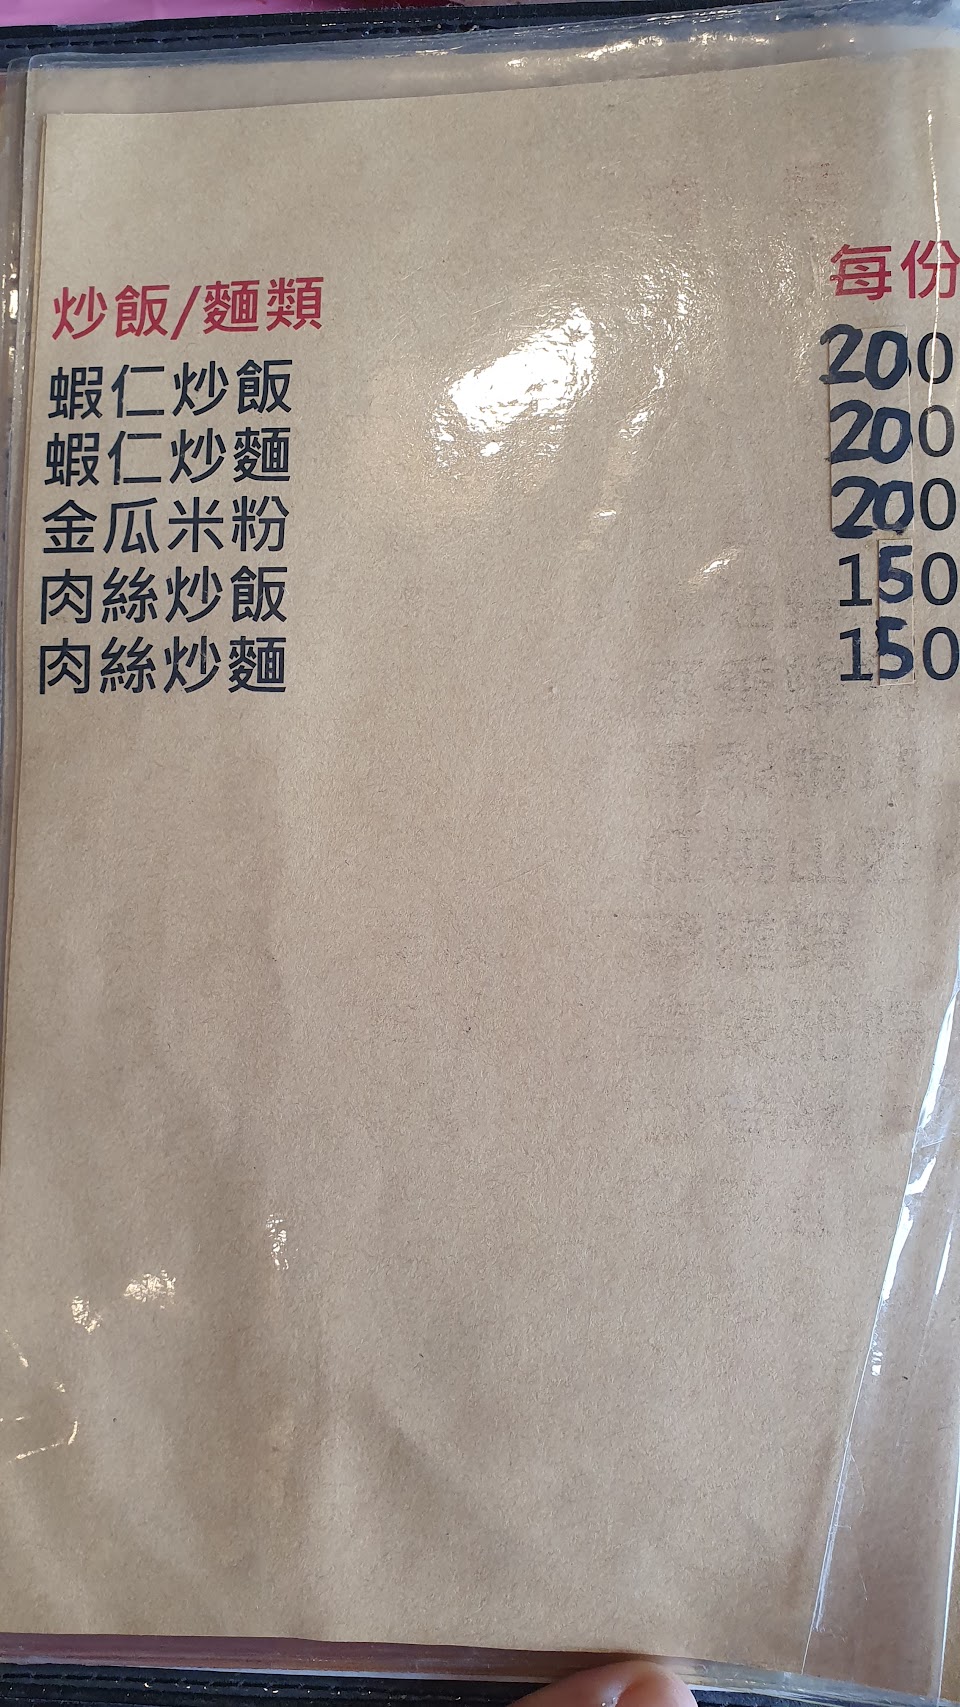 炒飯/麵類 每份
蝦仁炒飯 200
蝦仁炒麵 200
金瓜米粉 200
肉絲炒飯 150
肉絲炒麵 150